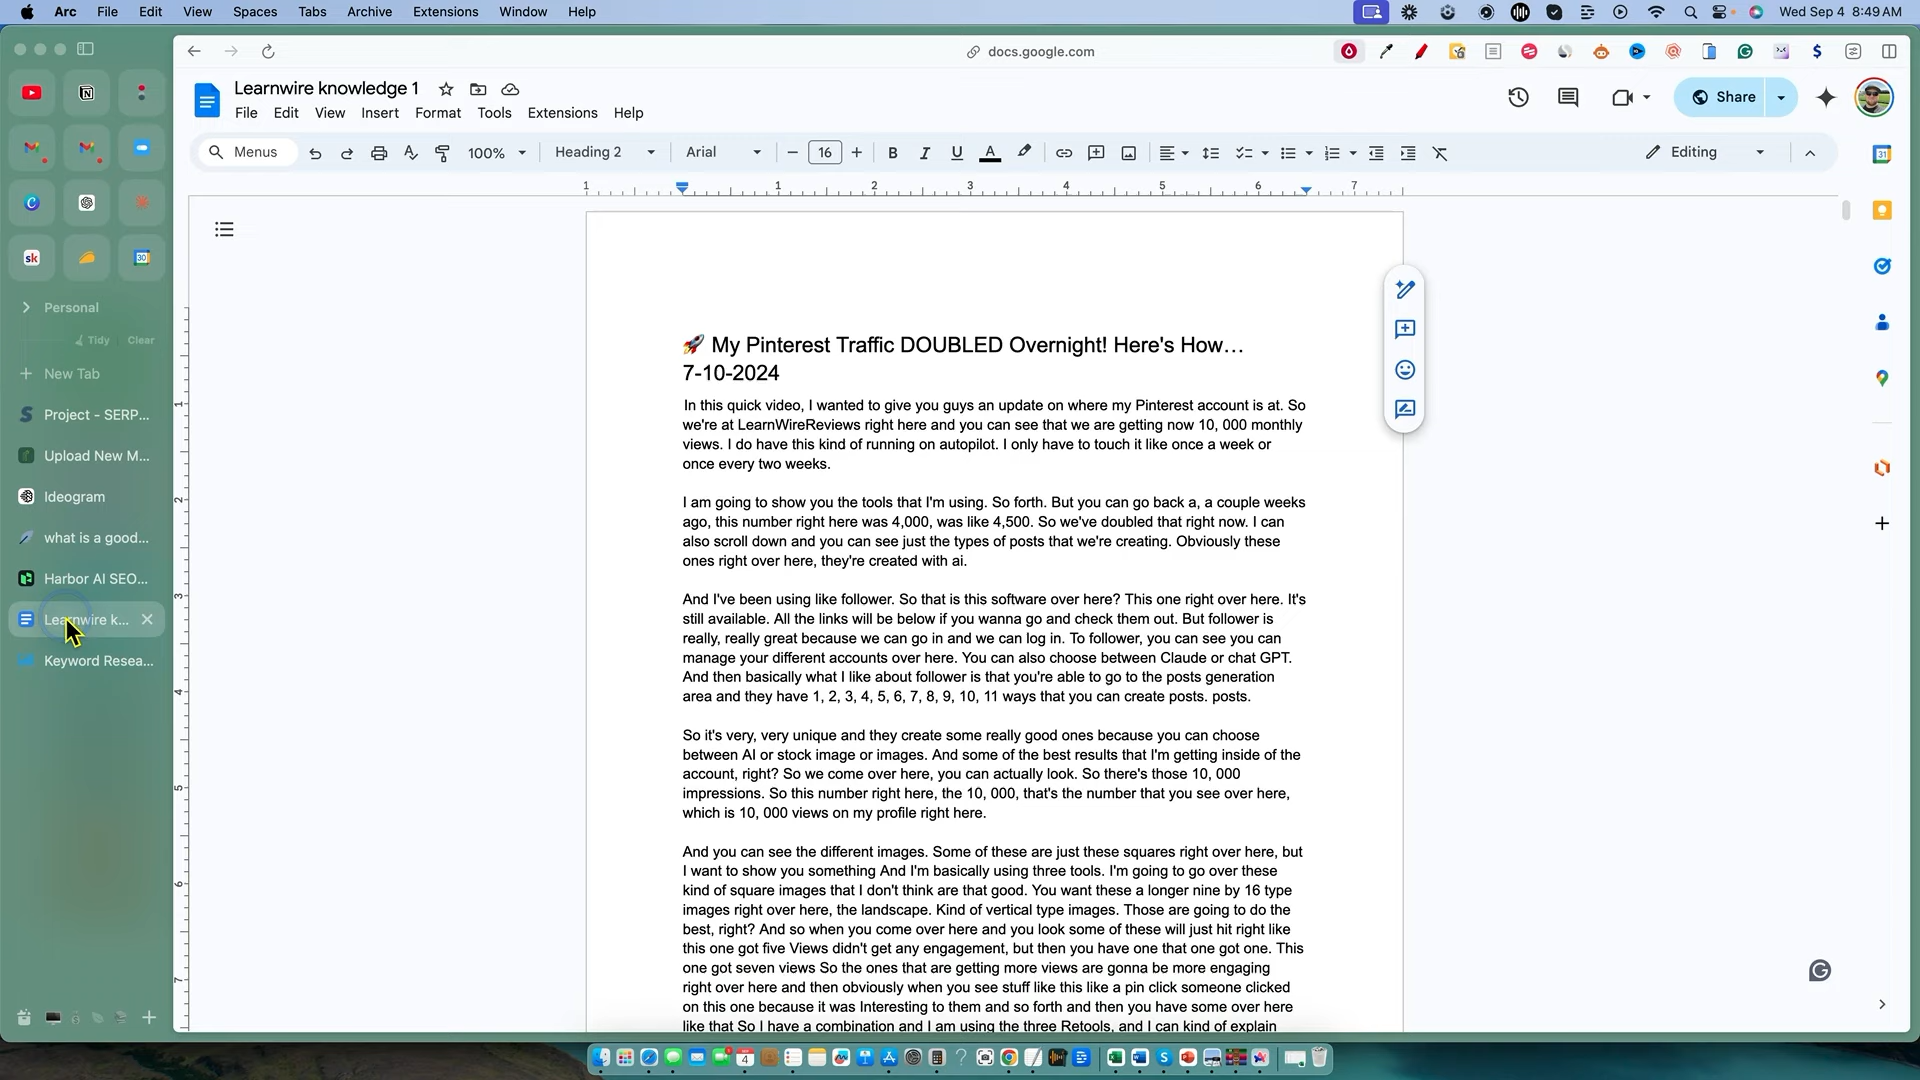 Arc File Edit View Spaces Tabs Archive Extensions Window Help Wed Sep 4 8:49 AM
docs.google.com
Learnwire knowledge 1
File Edit View Insert Format Tools Extensions Help
Share
Menus 100% Heading 2 Arial 16 B I U A Editing
1 1 2 3 4 5 6 7
sk 30
Personal
Tidy Clear
New Tab
Project - SERP...
Upload New M...
Ideogram
what is a good...
Harbor AI SEO...
Learnwire k...
Keyword Resea...
1
2
3
4
5
6
7
🚀 My Pinterest Traffic DOUBLED Overnight! Here's How…
7-10-2024
In this quick video, I wanted to give you guys an update on where my Pinterest account is at. So
we're at LearnWireReviews right here and you can see that we are getting now 10, 000 monthly
views. I do have this kind of running on autopilot. I only have to touch it like once a week or
once every two weeks.
I am going to show you the tools that I'm using. So forth. But you can go back a, a couple weeks
ago, this number right here was 4,000, was like 4,500. So we've doubled that right now. I can
also scroll down and you can see just the types of posts that we're creating. Obviously these
ones right over here, they're created with ai.
And I've been using like follower. So that is this software over here? This one right over here. It's
still available. All the links will be below if you wanna go and check them out. But follower is
really, really great because we can go in and we can log in. To follower, you can see you can
manage your different accounts over here. You can also choose between Claude or chat GPT.
And then basically what I like about follower is that you're able to go to the posts generation
area and they have 1, 2, 3, 4, 5, 6, 7, 8, 9, 10, 11 ways that you can create posts. posts.
So it's very, very unique and they create some really good ones because you can choose
between AI or stock image or images. And some of the best results that I'm getting inside of the
account, right? So we come over here, you can actually look. So there's those 10, 000
impressions. So this number right here, the 10, 000, that's the number that you see over here,
which is 10, 000 views on my profile right here.
And you can see the different images. Some of these are just these squares right over here, but
I want to show you something And I'm basically using three tools. I'm going to go over these
kind of square images that I don't think are that good. You want these a longer nine by 16 type
images right over here, the landscape. Kind of vertical type images. Those are going to do the
best, right? And so when you come over here and you look some of these will just hit right like
this one got five Views didn't get any engagement, but then you have one that one got one. This
one got seven views So the ones that are getting more views are gonna be more engaging
right over here and then obviously when you see stuff like this like a pin click someone clicked
on this one because it was Interesting to them and so forth and then you have some over here
like that So I have a combination and I am using the three Retools, and I can kind of explain